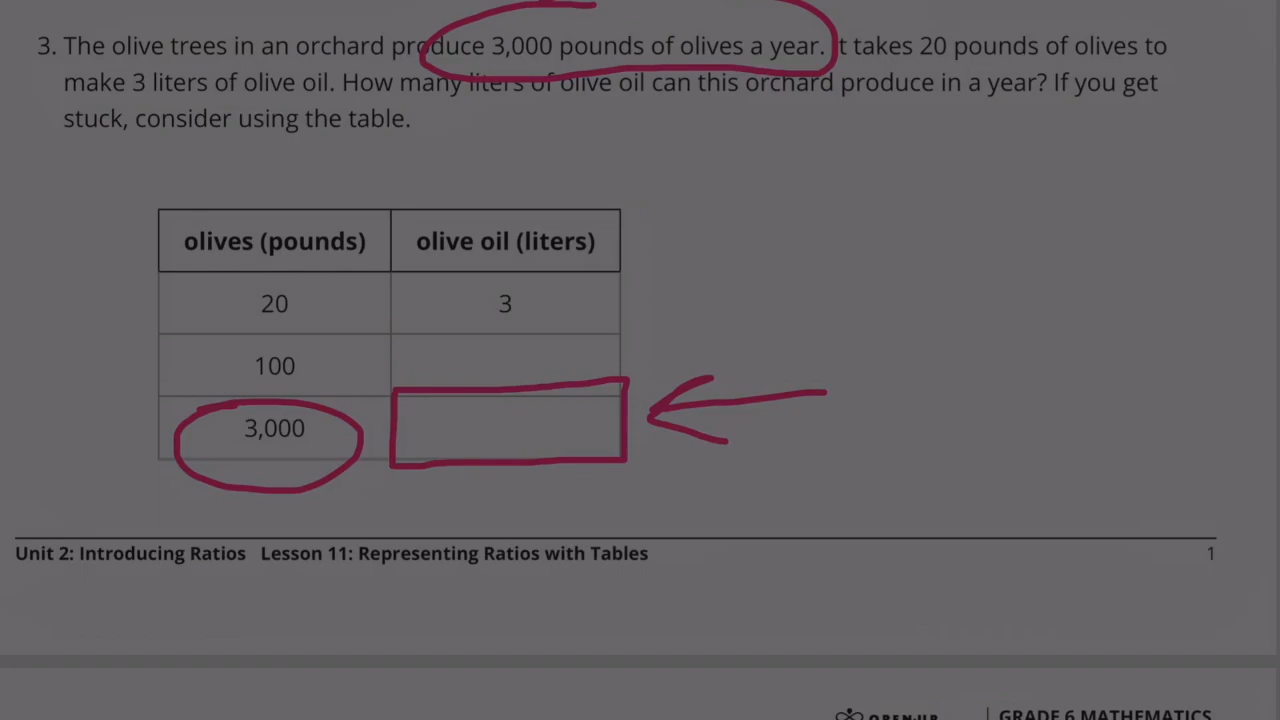 3. The olive trees in an orchard produce 3,000 pounds of olives a year. It takes 20 pounds of olives to
make 3 liters of olive oil. How many liters of olive oil can this orchard produce in a year? If you get
stuck, consider using the table.
olives (pounds) olive oil (liters)
20 3
100
3,000
Unit 2: Introducing Ratios Lesson 11: Representing Ratios with Tables 1
OPEN-UP GRADE 6 MATHEMATICS